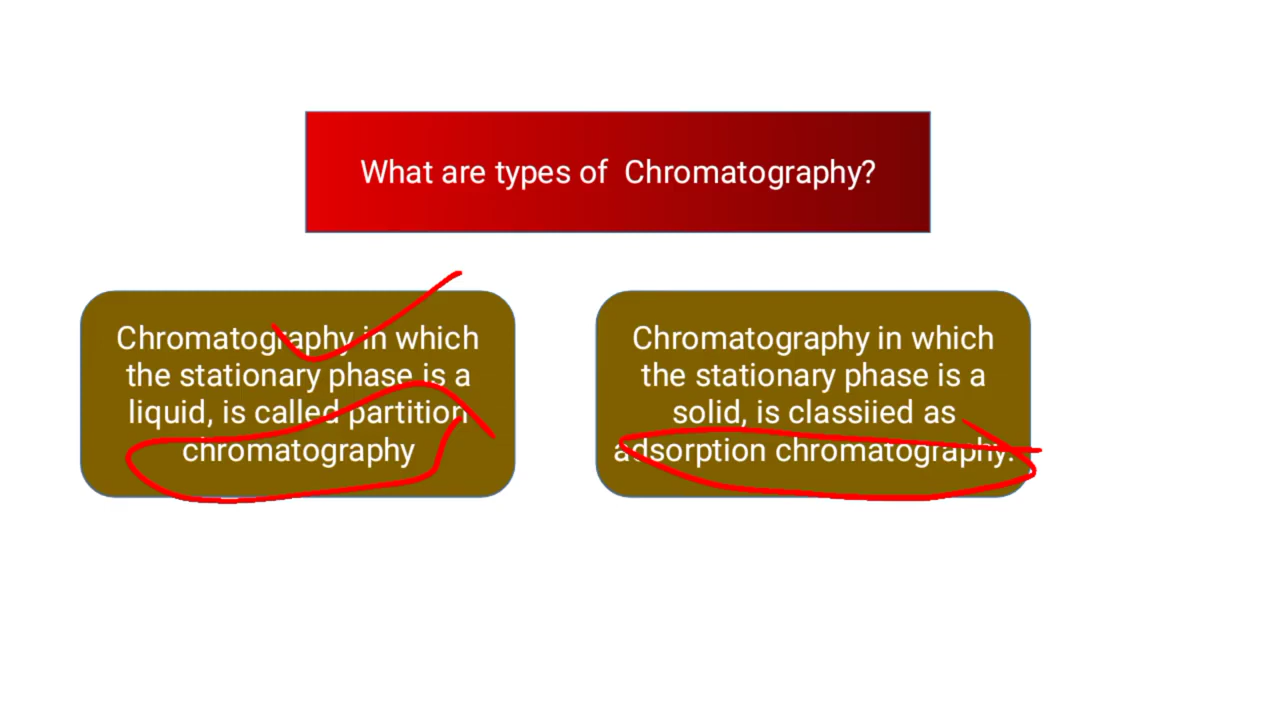 What are types of  Chromatography?
Chromatography in which
the stationary phase is a
liquid, is called partition
chromatography
Chromatography in which
the stationary phase is a
solid, is classiied as
adsorption chromatography.